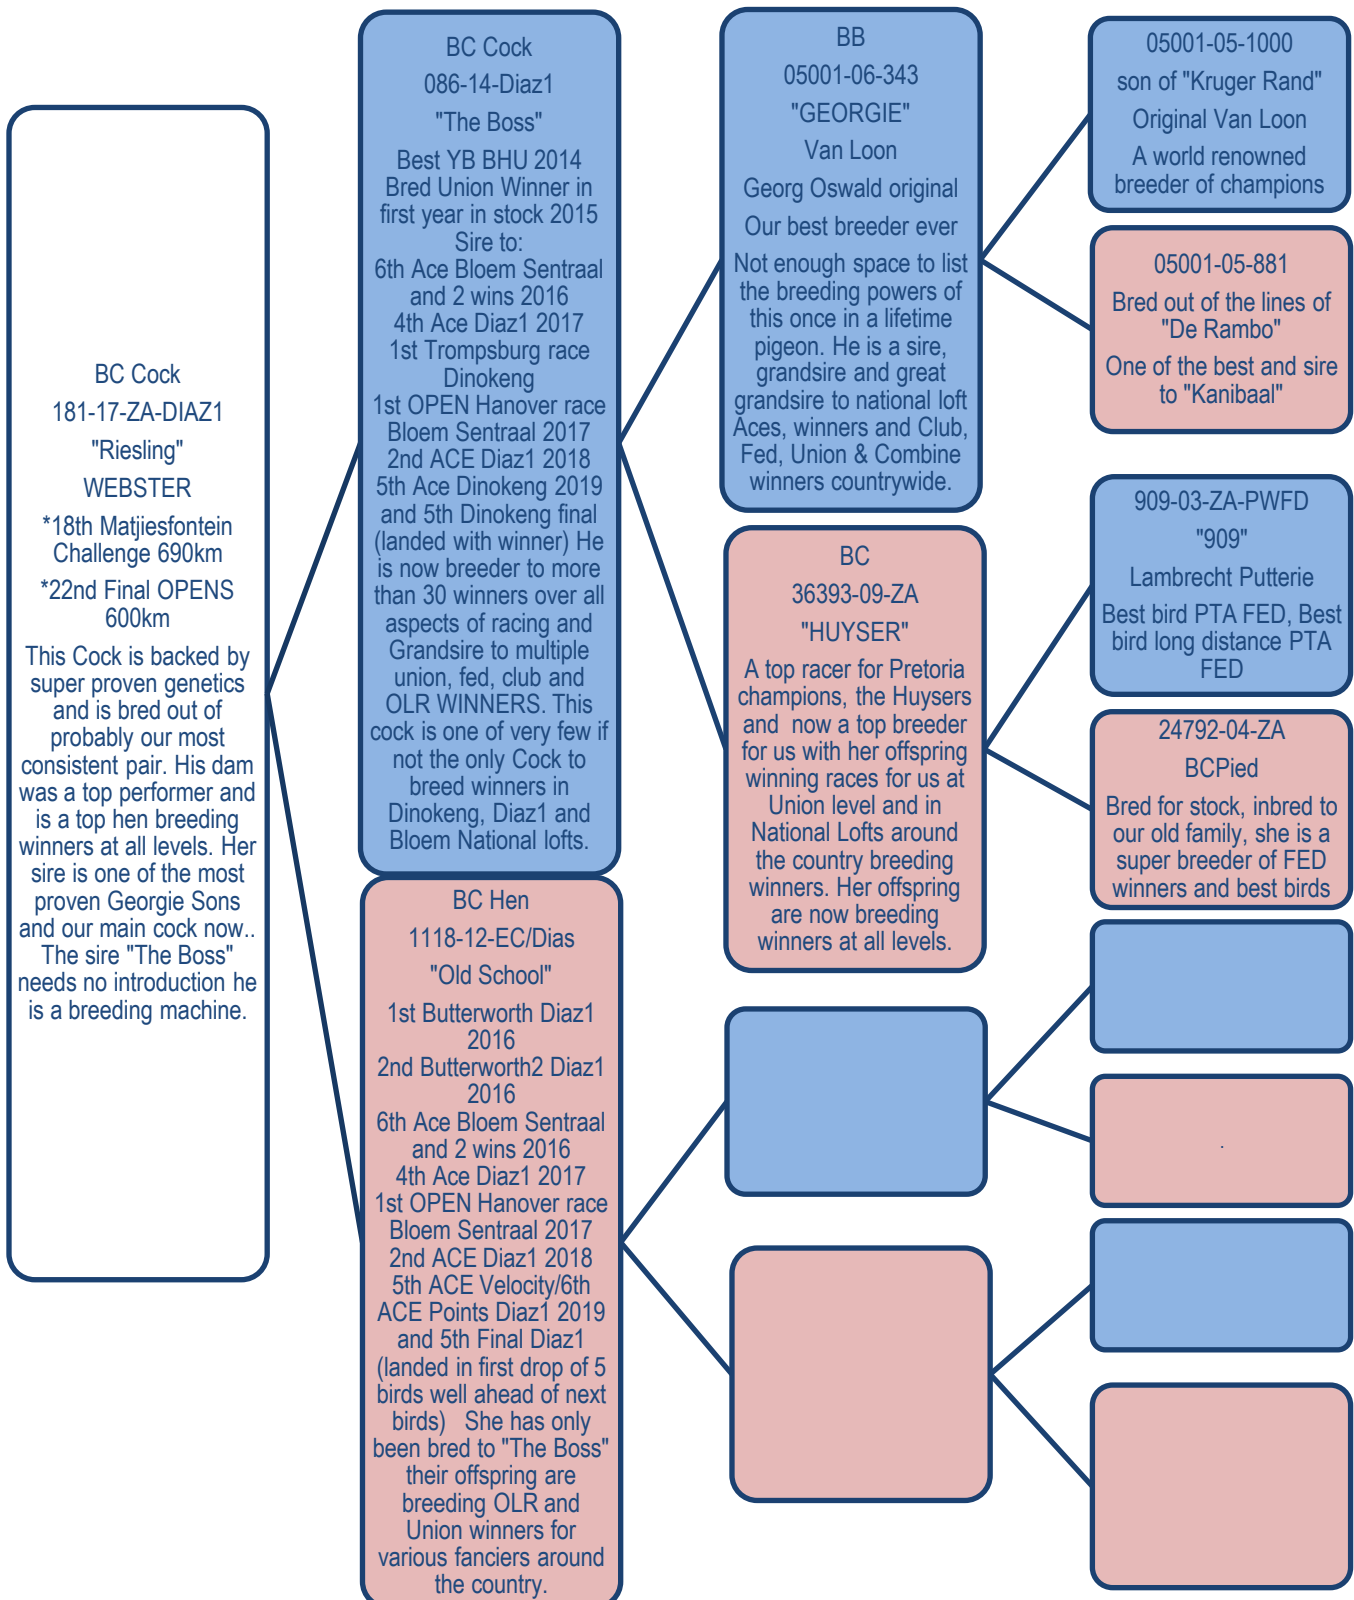 BC Cock
181-17-ZA-DIAZ1
"Riesling"
WEBSTER
*18th Matjiesfontein
Challenge 690km
*22nd Final OPENS
600km
This Cock is backed by
super proven genetics
and is bred out of
probably our most
consistent pair. His dam
was a top performer and
is a top hen breeding
winners at all levels. Her
sire is one of the most
proven Georgie Sons
and our main cock now..
The sire "The Boss"
needs no introduction he
is a breeding machine.
BC Cock
086-14-Diaz1
"The Boss"
Best YB BHU 2014
Bred Union Winner in
first year in stock 2015
Sire to:
6th Ace Bloem Sentraal
and 2 wins 2016
4th Ace Diaz1 2017
1st Trompsburg race
Dinokeng
1st OPEN Hanover race
Bloem Sentraal 2017
2nd ACE Diaz1 2018
5th Ace Dinokeng 2019
and 5th Dinokeng final
(landed with winner) He
is now breeder to more
than 30 winners over all
aspects of racing and
Grandsire to multiple
union, fed, club and
OLR WINNERS. This
cock is one of very few if
not the only Cock to
breed winners in
Dinokeng, Diaz1 and
Bloem National lofts.
BC Hen
1118-12-EC/Dias
"Old School"
1st Butterworth Diaz1
2016
2nd Butterworth2 Diaz1
2016
6th Ace Bloem Sentraal
and 2 wins 2016
4th Ace Diaz1 2017
1st OPEN Hanover race
Bloem Sentraal 2017
2nd ACE Diaz1 2018
5th ACE Velocity/6th
ACE Points Diaz1 2019
and 5th Final Diaz1
(landed in first drop of 5
birds well ahead of next
birds)   She has only
been bred to "The Boss"
their offspring are
breeding OLR and
Union winners for
various fanciers around
the country.
BB
05001-06-343
"GEORGIE"
Van Loon
Georg Oswald original
Our best breeder ever
Not enough space to list
the breeding powers of
this once in a lifetime
pigeon. He is a sire,
grandsire and great
grandsire to national loft
Aces, winners and Club,
Fed, Union & Combine
winners countrywide.
BC
36393-09-ZA
"HUYSER"
A top racer for Pretoria
champions, the Huysers
and  now a top breeder
for us with her offspring
winning races for us at
Union level and in
National Lofts around
the country breeding
winners. Her offspring
are now breeding
winners at all levels.
05001-05-1000
son of "Kruger Rand"
Original Van Loon
A world renowned
breeder of champions
05001-05-881
Bred out of the lines of
"De Rambo"
One of the best and sire
to "Kanibaal"
909-03-ZA-PWFD
"909"
Lambrecht Putterie
Best bird PTA FED, Best
bird long distance PTA
FED
24792-04-ZA
BCPied
Bred for stock, inbred to
our old family, she is a
super breeder of FED
winners and best birds
.